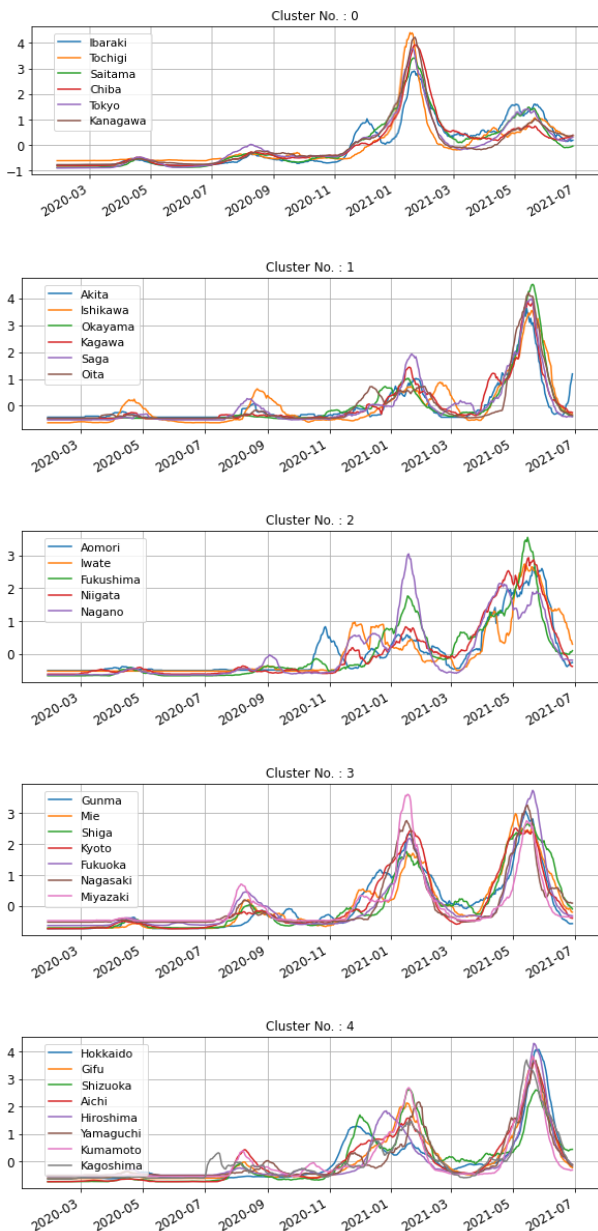 Cluster No. : 0
Ibaraki
Tochigi
Saitama
Chiba
Tokyo
Kanagawa
4
3
2
1
0
−1
2020-03
2020-05
2020-07
2020-09
2020-11
2021-01
2021-03
2021-05
2021-07
Cluster No. : 1
Akita
Ishikawa
Okayama
Kagawa
Saga
Oita
4
3
2
1
0
2020-03
2020-05
2020-07
2020-09
2020-11
2021-01
2021-03
2021-05
2021-07
Cluster No. : 2
Aomori
Iwate
Fukushima
Niigata
Nagano
3
2
1
0
2020-03
2020-05
2020-07
2020-09
2020-11
2021-01
2021-03
2021-05
2021-07
Cluster No. : 3
Gunma
Mie
Shiga
Kyoto
Fukuoka
Nagasaki
Miyazaki
3
2
1
0
2020-03
2020-05
2020-07
2020-09
2020-11
2021-01
2021-03
2021-05
2021-07
Cluster No. : 4
Hokkaido
Gifu
Shizuoka
Aichi
Hiroshima
Yamaguchi
Kumamoto
Kagoshima
4
3
2
1
0
2020-03
2020-05
2020-07
2020-09
2020-11
2021-01
2021-03
2021-05
2021-07